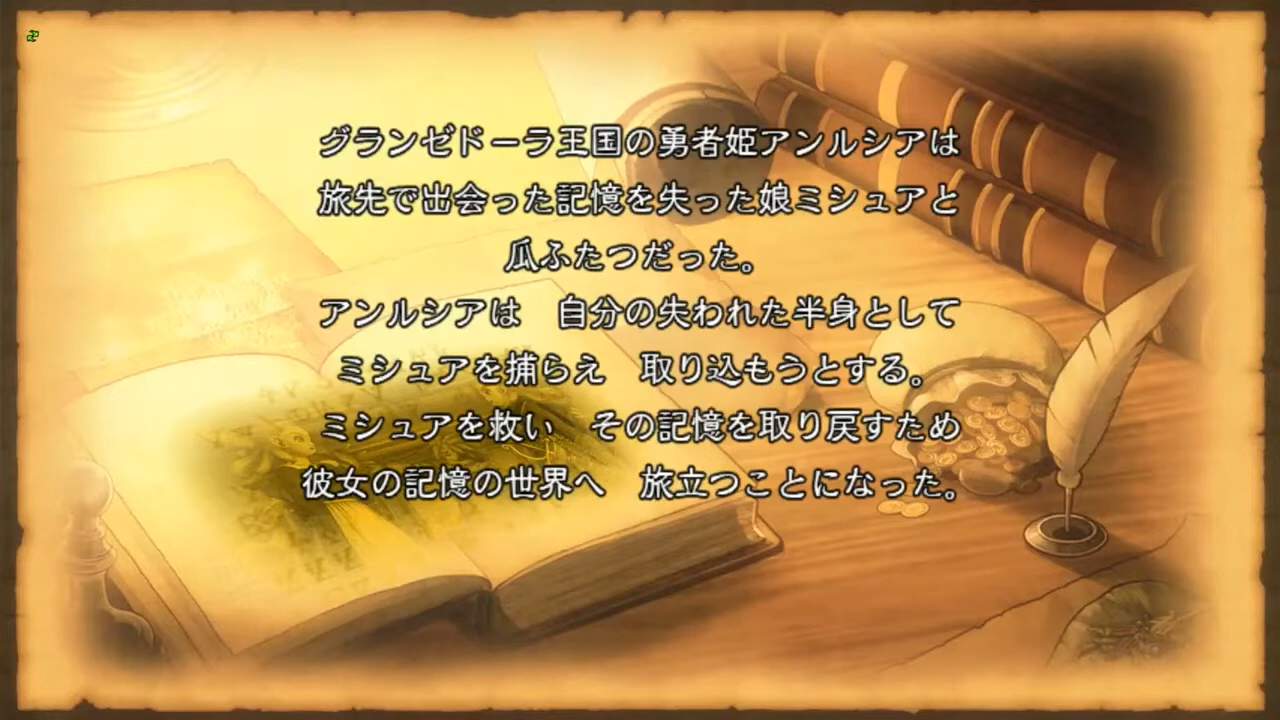 グランゼドーラ王国の勇者姫アンルシアは
旅先で出会った記憶を失った娘ミシュアと
瓜ふたつだった。
アンルシアは　自分の失われた半身として
ミシュアを捕らえ　取り込もうとする。
ミシュアを救い　その記憶を取り戻すため
彼女の記憶の世界へ　旅立つことになった。